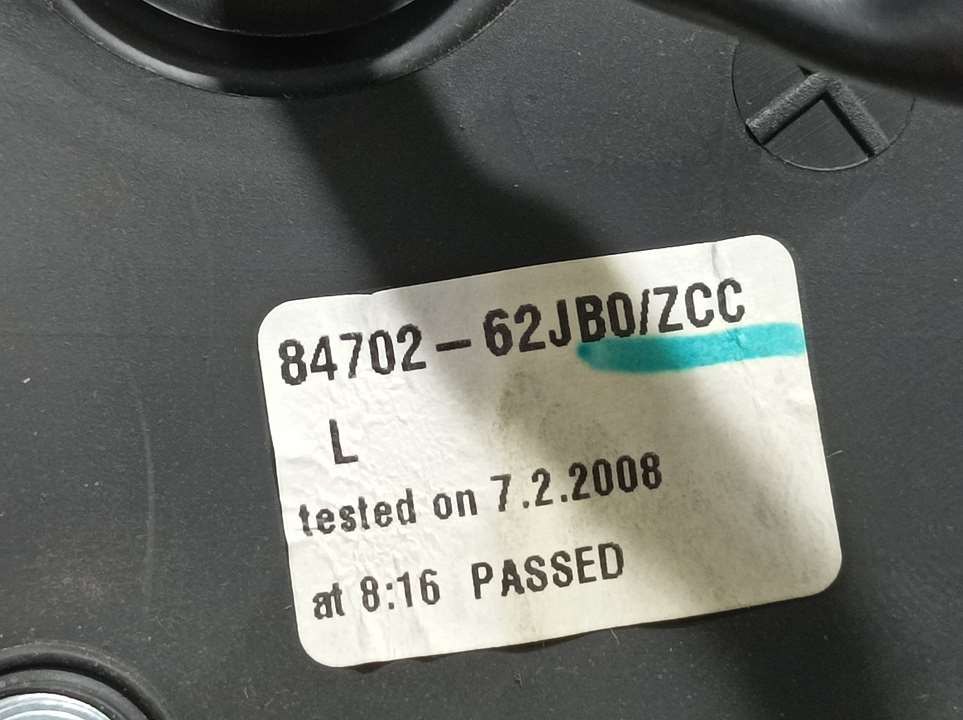 84702-62JB0/ZCC
L
tested on 7.2.2008
at 8:16 PASSED